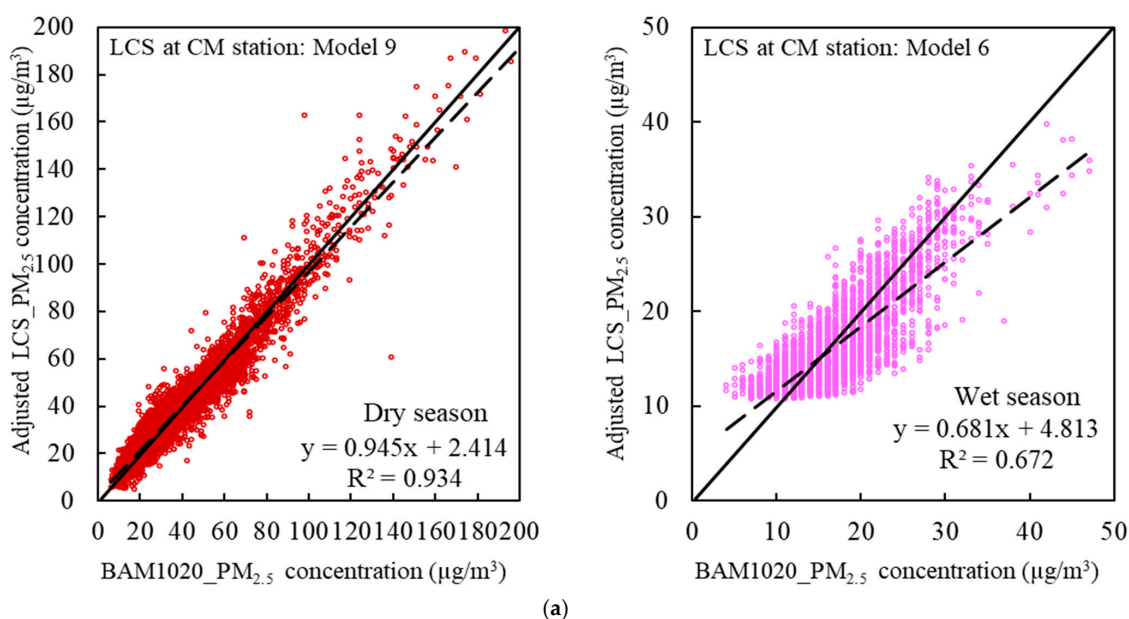 LCS at CM station: Model 9
Adjusted LCS_PM2.5 concentration (µg/m³)
200
180
160
140
120
100
80
60
40
20
0
Dry season
y = 0.945x + 2.414
R² = 0.934
0 20 40 60 80 100 120 140 160 180 200
BAM1020_PM2.5 concentration (µg/m³)
LCS at CM station: Model 6
Adjusted LCS_PM2.5 concentration (µg/m³)
50
40
30
20
10
0
Wet season
y = 0.681x + 4.813
R² = 0.672
0 10 20 30 40 50
BAM1020_PM2.5 concentration (µg/m³)
(a)